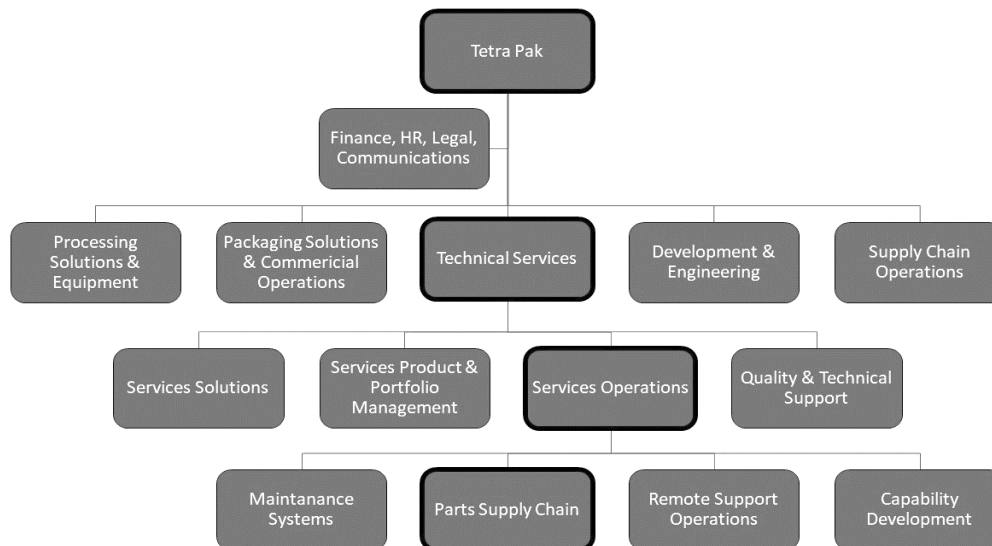 Tetra Pak
Finance, HR, Legal,
Communications
Processing
Solutions &
Equipment
Packaging Solutions
& Commericial
Operations
Technical Services
Development &
Engineering
Supply Chain
Operations
Services Solutions
Services Product &
Portfolio
Management
Services Operations
Quality & Technical
Support
Maintanance
Systems
Parts Supply Chain
Remote Support
Operations
Capability
Development